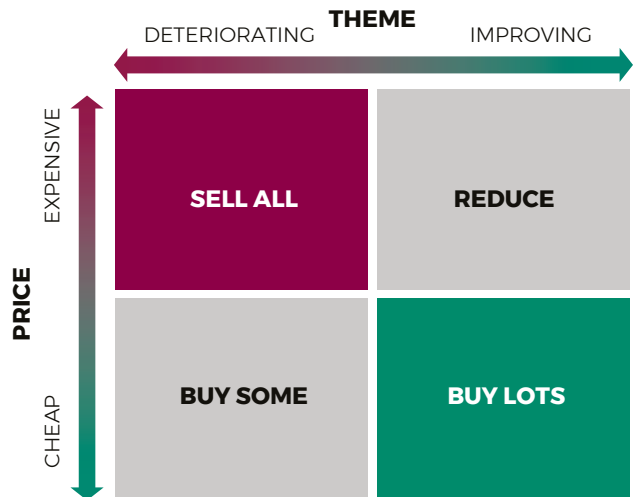 THEME
DETERIORATING
IMPROVING
EXPENSIVE
PRICE
CHEAP
SELL ALL
REDUCE
BUY SOME
BUY LOTS